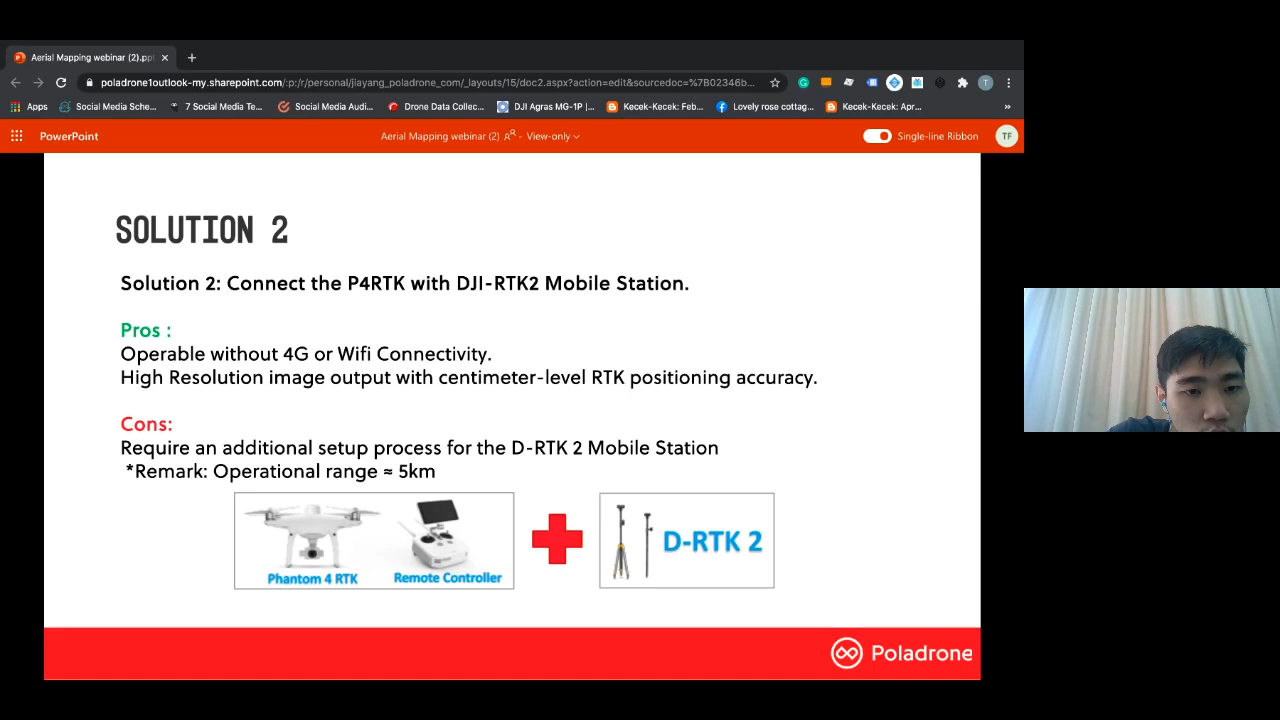 Aerial Mapping webinar (2).ppt
poladrone1outlook-my.sharepoint.com/:p:/r/personal/jiayang_poladrone_com/_layouts/15/doc2.aspx?action=edit&sourcedoc=%7B02346b...
Apps Social Media Sche... 7 Social Media Te... Social Media Audi... Drone Data Collec... DJI Agras MG-1P |... Kecek-Kecek: Feb... Lovely rose cottag... Kecek-Kecek: Apr... »
PowerPoint Aerial Mapping webinar (2) - View-only Single-line Ribbon TF
SOLUTION 2
Solution 2: Connect the P4RTK with DJI-RTK2 Mobile Station.
Pros :
Operable without 4G or Wifi Connectivity.
High Resolution image output with centimeter-level RTK positioning accuracy.
Cons:
Require an additional setup process for the D-RTK 2 Mobile Station
*Remark: Operational range ≈ 5km
Phantom 4 RTK Remote Controller D-RTK 2
Poladrone